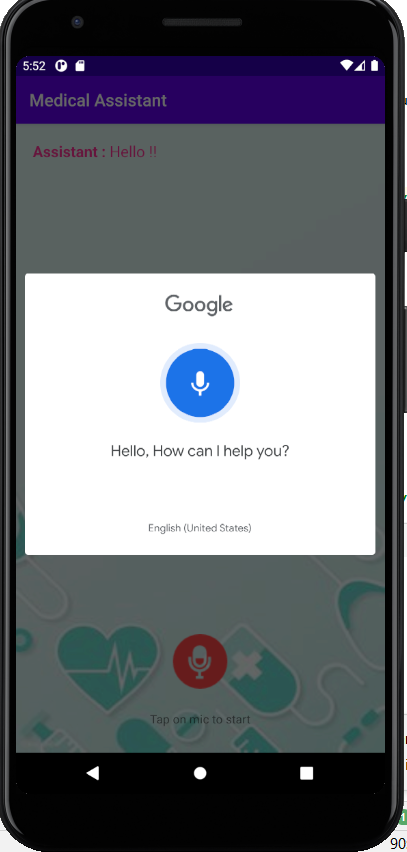 5:52
Medical Assistant
Assistant : Hello !!
Google
Hello, How can I help you?
English (United States)
Tap on mic to start
90